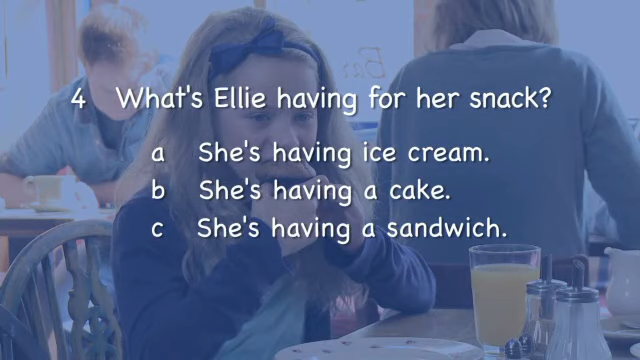 4 What's Ellie having for her snack?
a She's having ice cream.
b She's having a cake.
c She's having a sandwich.